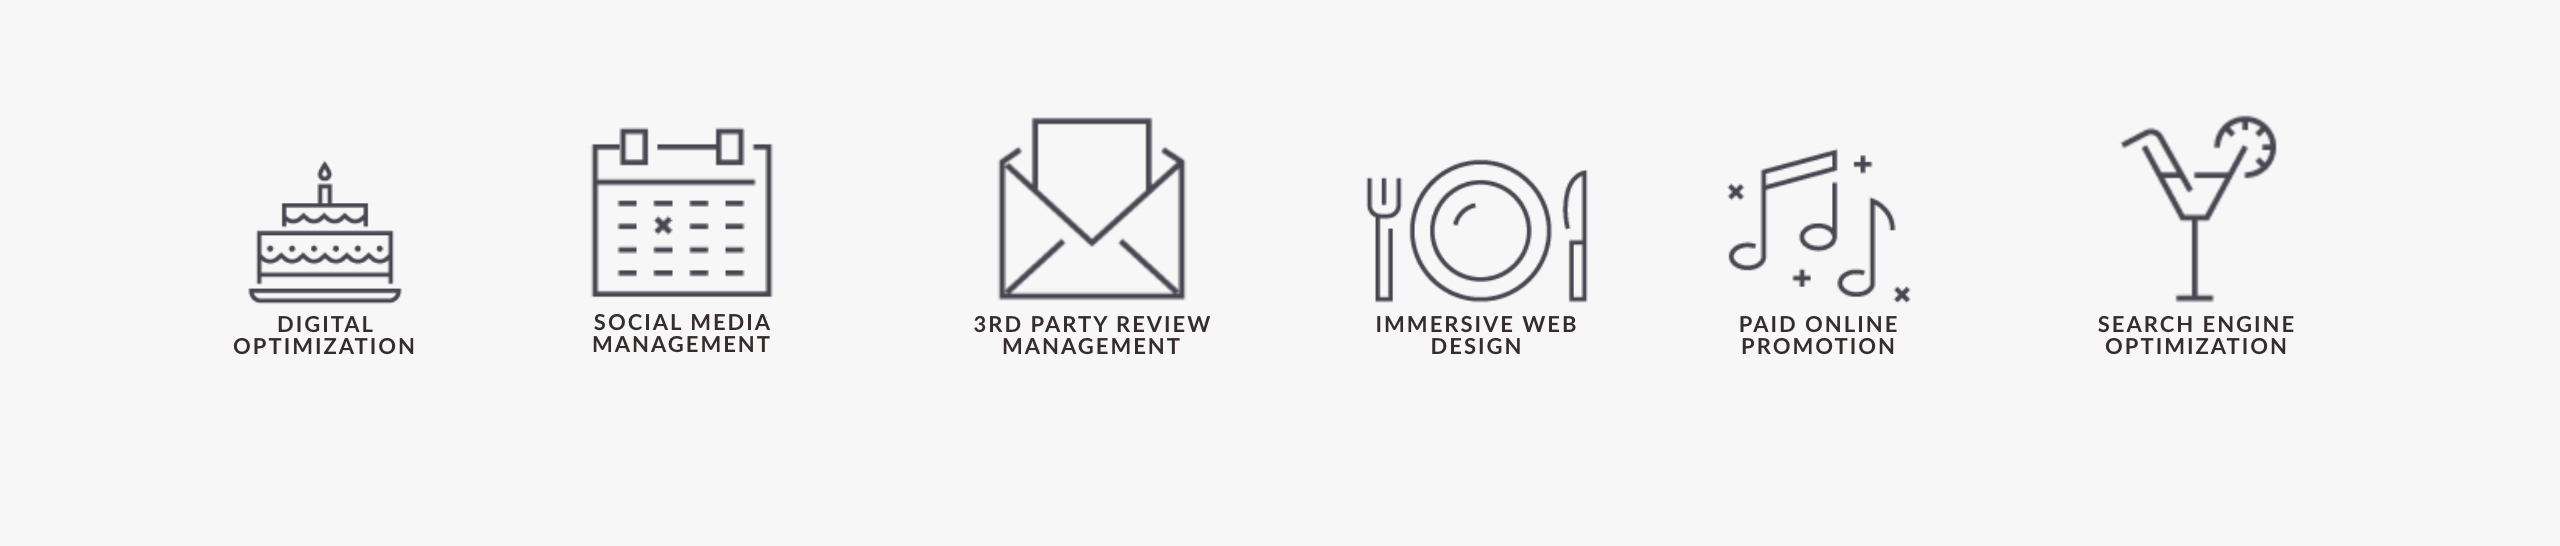 DIGITAL
OPTIMIZATION
SOCIAL MEDIA
MANAGEMENT
3RD PARTY REVIEW
MANAGEMENT
IMMERSIVE WEB
DESIGN
PAID ONLINE
PROMOTION
SEARCH ENGINE
OPTIMIZATION